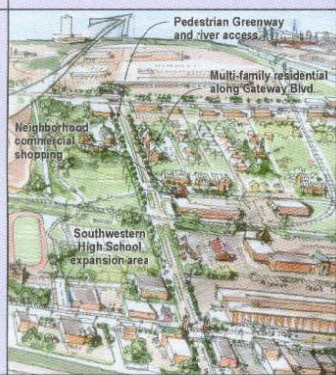 Pedestrian Greenway
and river access
Multi-family residential
along Gateway Blvd.
Neighborhood
commercial
shopping
Southwestern
High School
expansion area